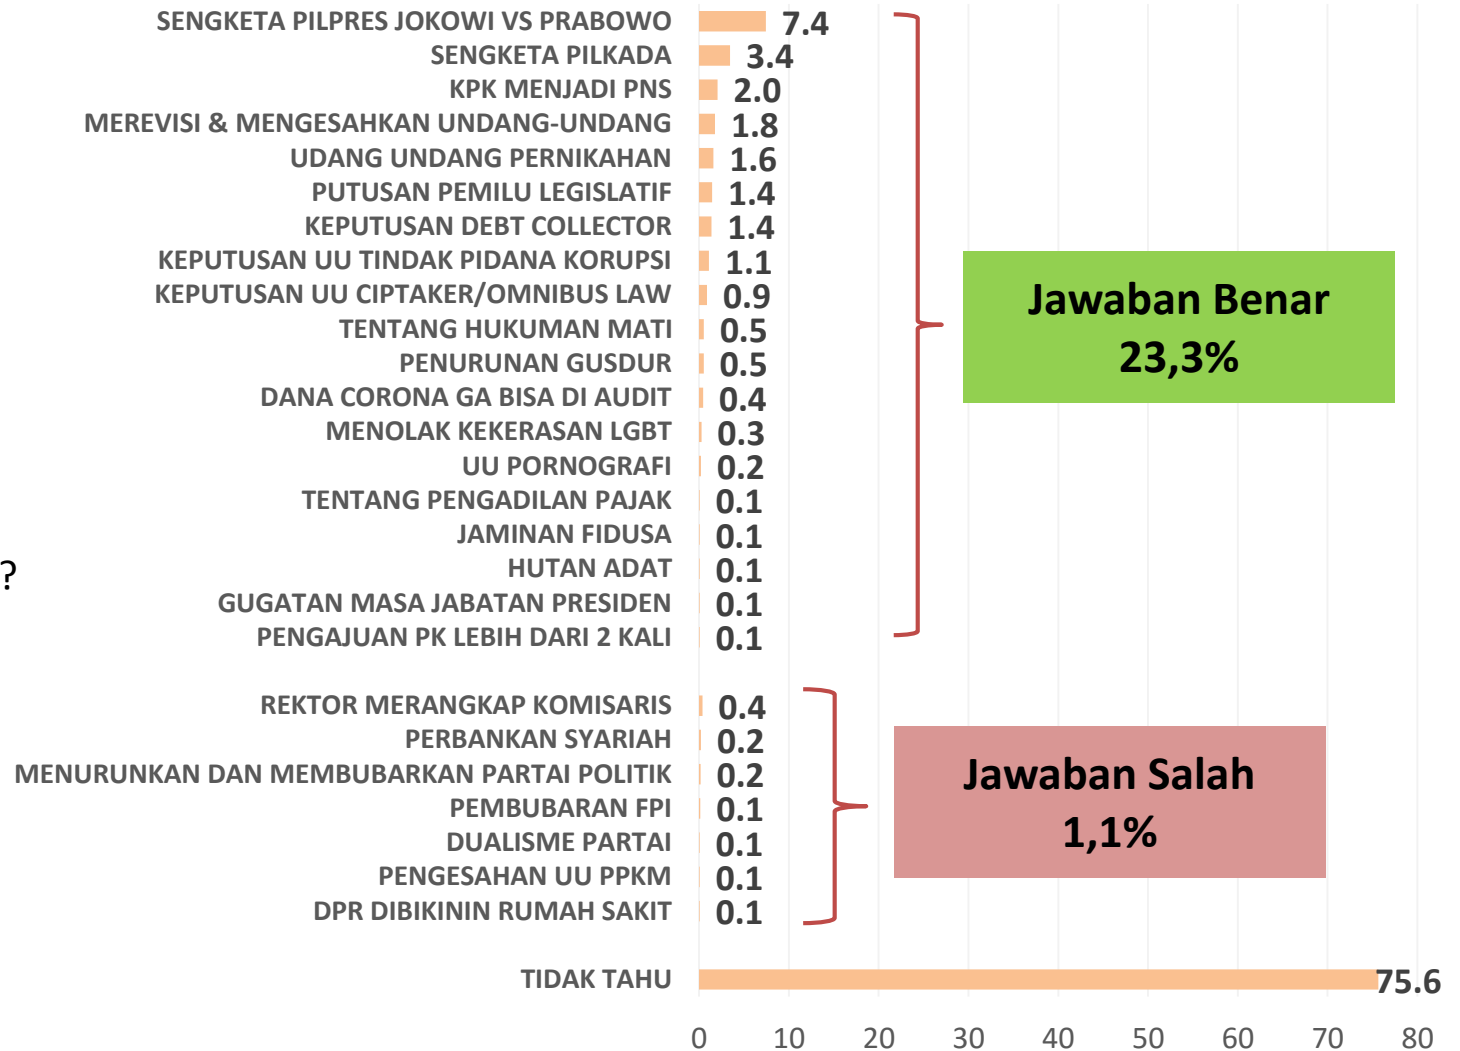 SENGKETA PILPRES JOKOWI VS PRABOWO 7.4
SENGKETA PILKADA 3.4
KPK MENJADI PNS 2.0
MEREVISI & MENGESAHKAN UNDANG-UNDANG 1.8
UDANG UNDANG PERNIKAHAN 1.6
PUTUSAN PEMILU LEGISLATIF 1.4
KEPUTUSAN DEBT COLLECTOR 1.4
KEPUTUSAN UU TINDAK PIDANA KORUPSI 1.1
KEPUTUSAN UU CIPTAKER/OMNIBUS LAW 0.9
TENTANG HUKUMAN MATI 0.5
PENURUNAN GUSDUR 0.5
DANA CORONA GA BISA DI AUDIT 0.4
MENOLAK KEKERASAN LGBT 0.3
UU PORNOGRAFI 0.2
TENTANG PENGADILAN PAJAK 0.1
JAMINAN FIDUSA 0.1
?
HUTAN ADAT 0.1
GUGATAN MASA JABATAN PRESIDEN 0.1
PENGAJUAN PK LEBIH DARI 2 KALI 0.1
Jawaban Benar
23,3%
REKTOR MERANGKAP KOMISARIS 0.4
PERBANKAN SYARIAH 0.2
MENURUNKAN DAN MEMBUBARKAN PARTAI POLITIK 0.2
PEMBUBARAN FPI 0.1
DUALISME PARTAI 0.1
PENGESAHAN UU PPKM 0.1
DPR DIBIKININ RUMAH SAKIT 0.1
Jawaban Salah
1,1%
TIDAK TAHU 75.6
0 10 20 30 40 50 60 70 80